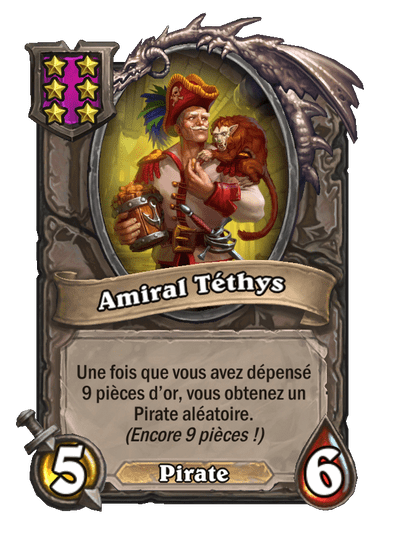 Amiral Téthys
Une fois que vous avez dépensé
9 pièces d’or, vous obtenez un
Pirate aléatoire.
(Encore 9 pièces !)
5
Pirate
6